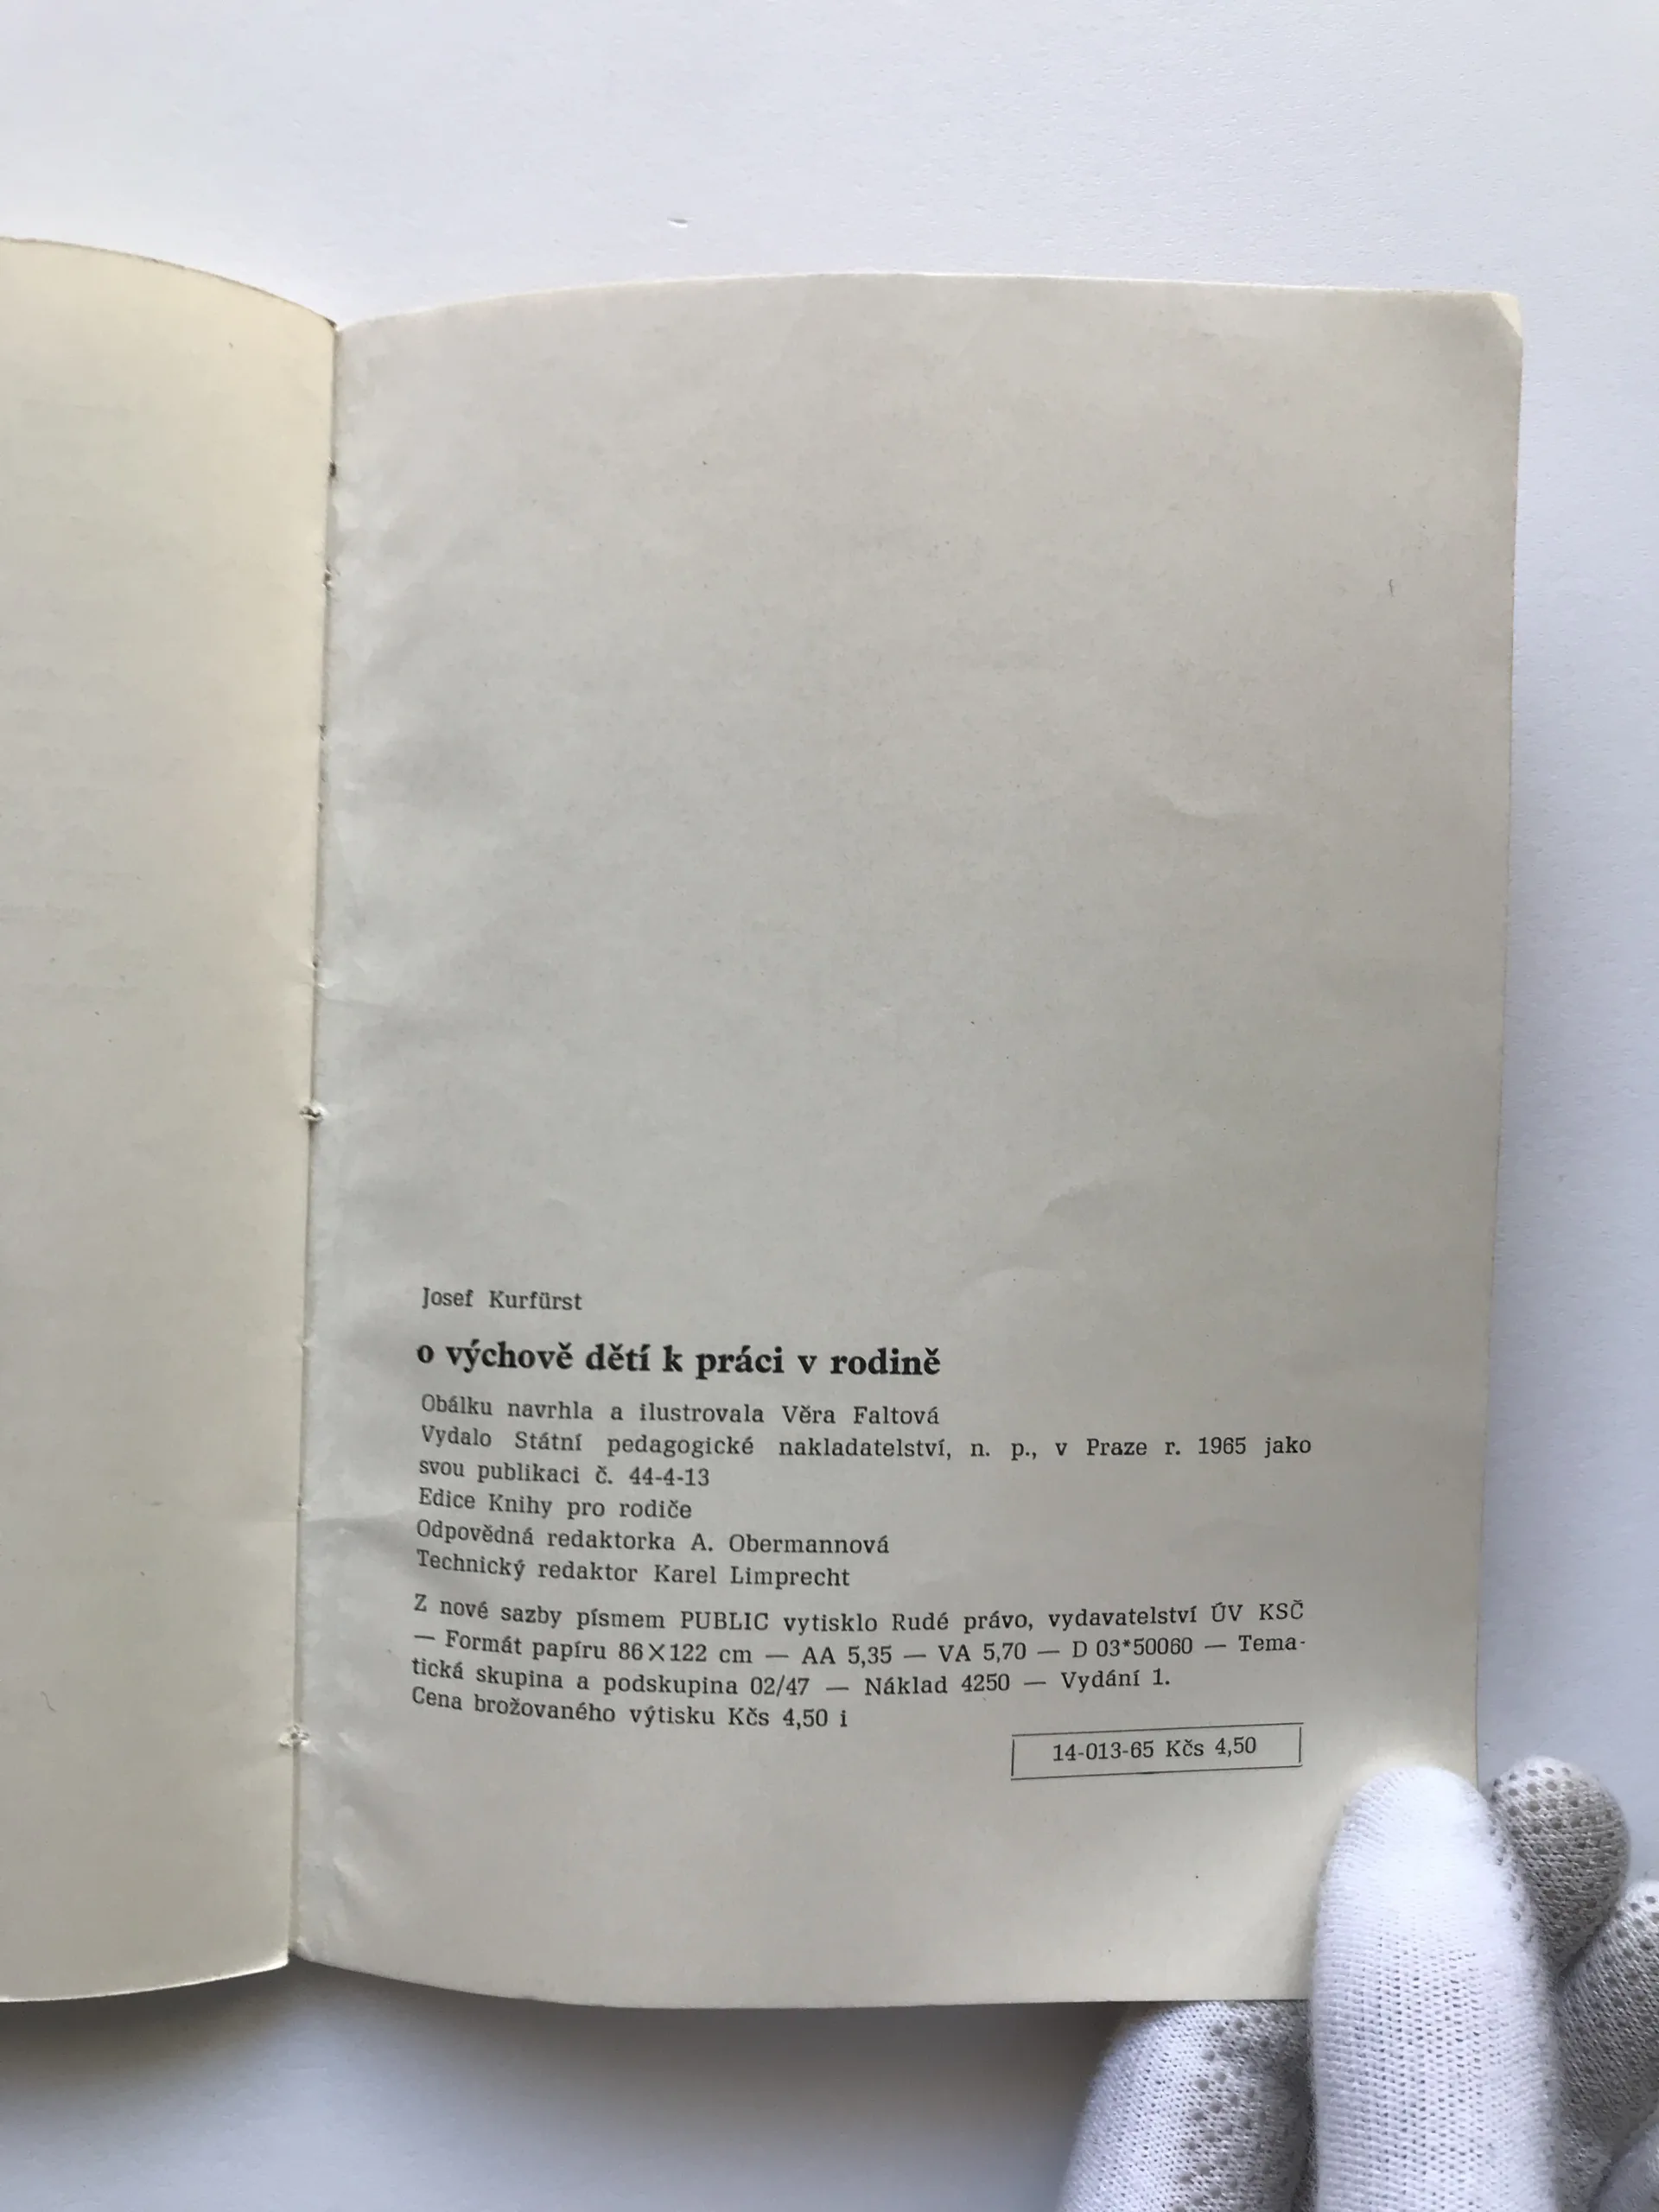 Josef Kurfürst
o výchově dětí k práci v rodině
Obálku navrhla a ilustrovala Věra Faltová
Vydalo Státní pedagogické nakladatelství, n. p., v Praze r. 1965 jako
svou publikaci č. 44-4-13
Edice Knihy pro rodiče
Odpovědná redaktorka A. Obermannová
Technický redaktor Karel Limprecht
Z nové sazby písmem PUBLIC vytisklo Rudé právo, vydavatelství ÚV KSČ
— Formát papíru 86×122 cm — AA 5,35 — VA 5,70 — D 03*50060 — Tema-
tická skupina a podskupina 02/47 — Náklad 4250 — Vydání 1.
Cena brožovaného výtisku Kčs 4,50 i
14-013-65 Kčs 4,50